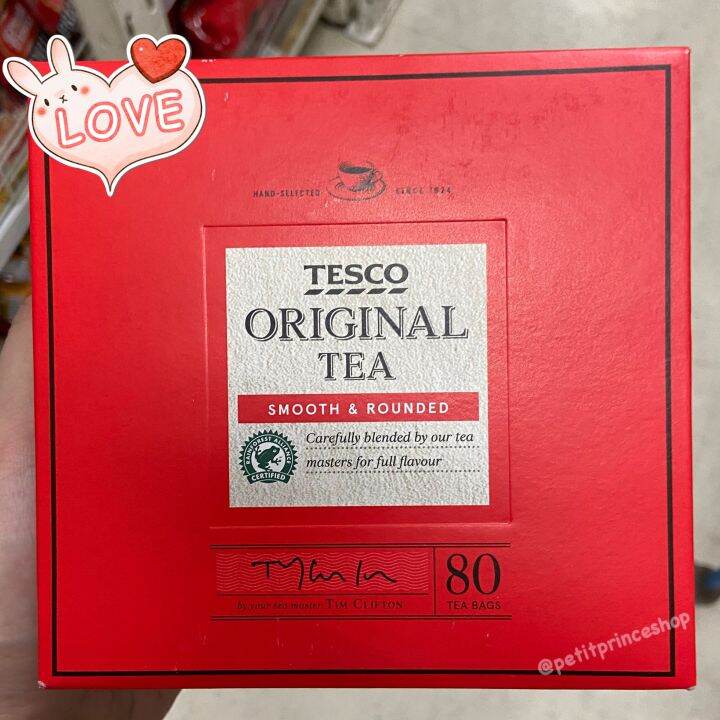 LOVE
HAND-SELECTED SINCE 1924
TESCO
ORIGINAL
TEA
SMOOTH & ROUNDED
Carefully blended by our tea
masters for full flavour
RAINFOREST ALLIANCE
CERTIFIED
by your tea master TIM CLIFTON
80
TEA BAGS
@petitprinceshop